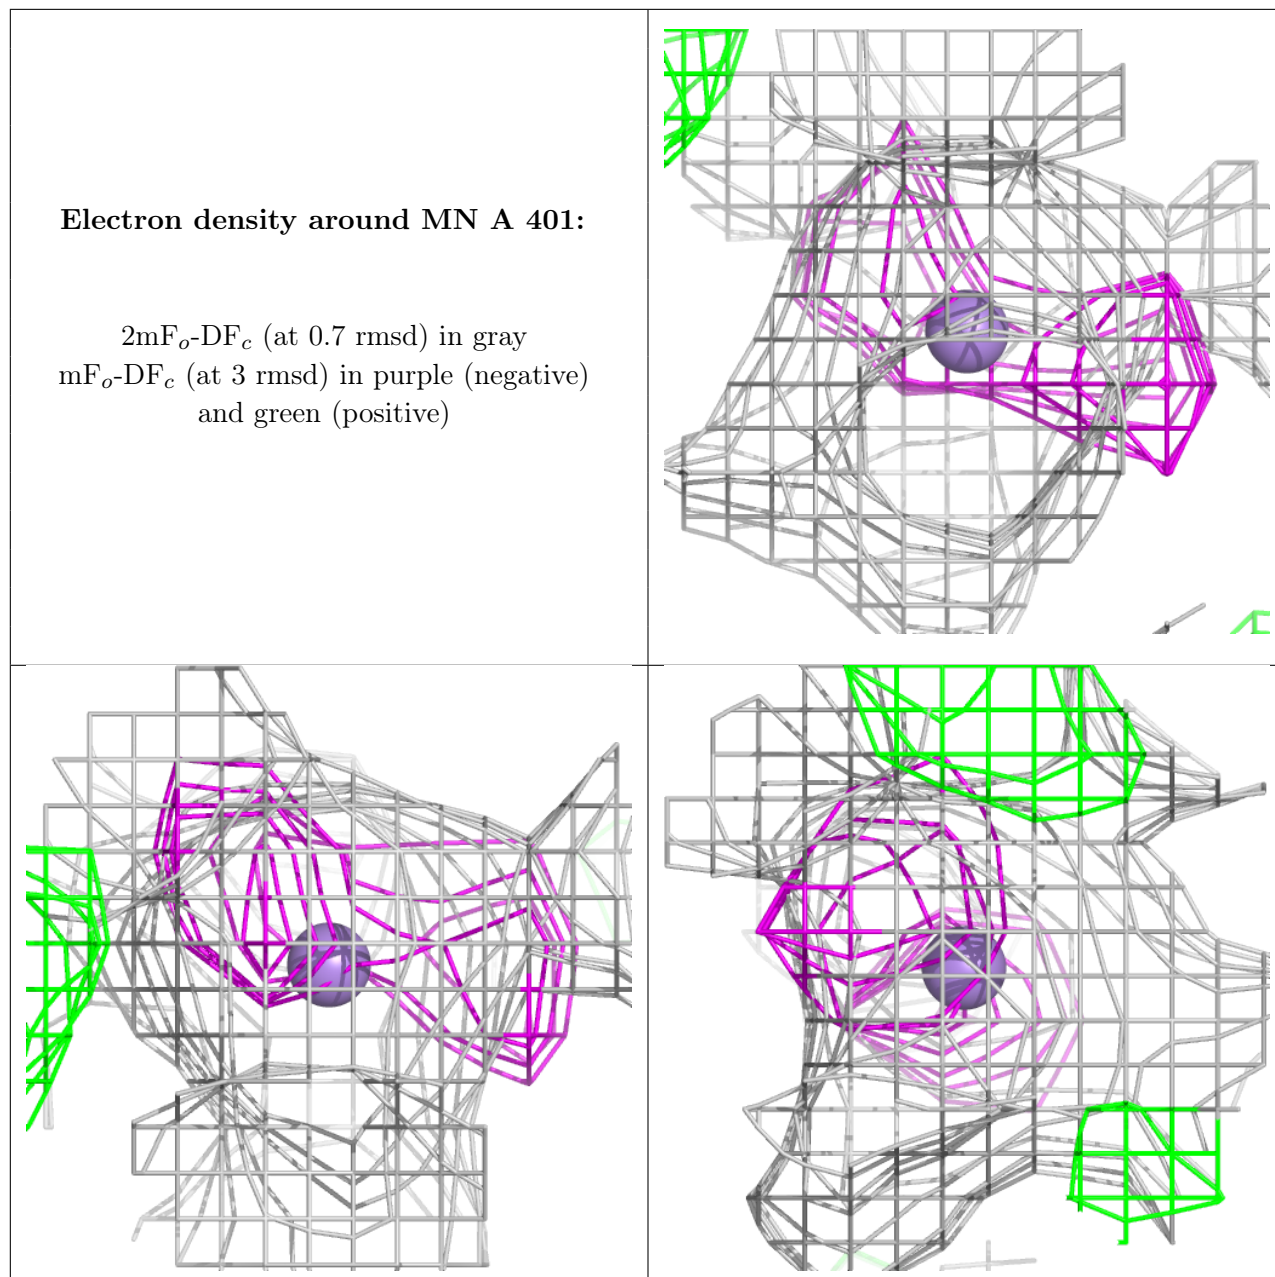 Electron density around MN A 401:
2mFo-DFc (at 0.7 rmsd) in gray
mFo-DFc (at 3 rmsd) in purple (negative)
and green (positive)